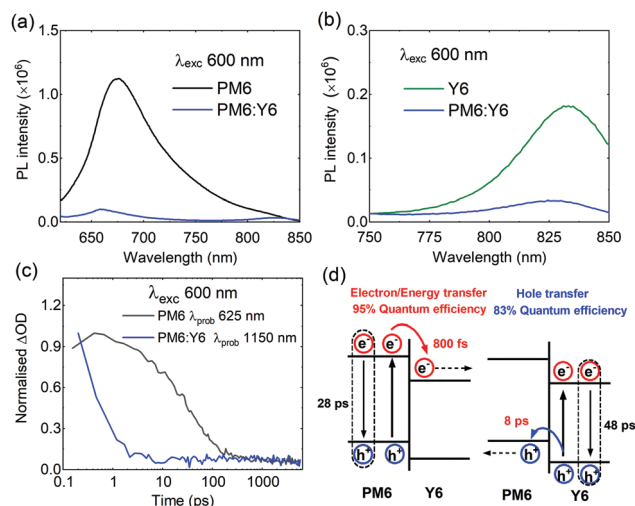 (a)
λexc 600 nm
PM6
PM6:Y6
PL intensity (×10⁶)
1.5
1.0
0.5
0.0
650 700 750 800 850
Wavelength (nm)
(b)
λexc 600 nm
Y6
PM6:Y6
PL intensity (×10⁶)
0.3
0.2
0.1
0.0
750 775 800 825 850
Wavelength (nm)
(c)
λexc 600 nm
PM6 λprob 625 nm
PM6:Y6 λprob 1150 nm
Normalised ΔOD
1.2
0.9
0.6
0.3
0.0
0.1 1 10 100 1000
Time (ps)
(d)
Electron/Energy transfer
95% Quantum efficiency
Hole transfer
83% Quantum efficiency
e⁻ e⁻
800 fs
e⁻
e⁻ e⁻
28 ps
8 ps
48 ps
h⁺ h⁺
h⁺
h⁺ h⁺
PM6 Y6
PM6 Y6